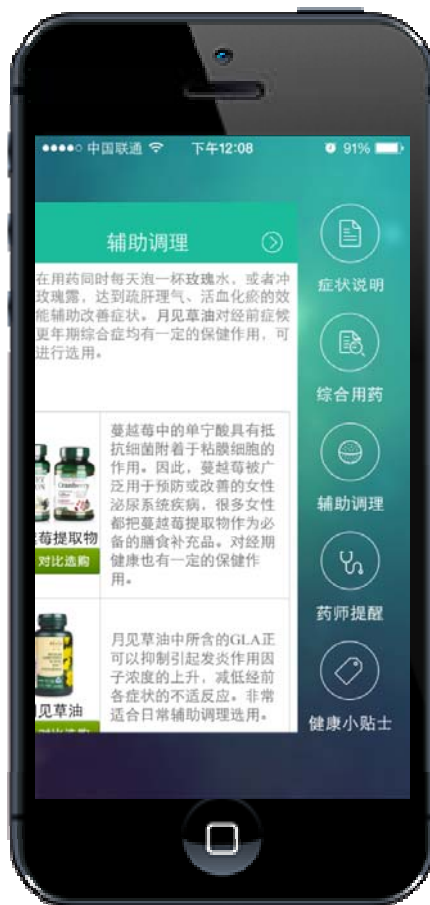 中国联通
下午12:08
91%
辅助调理
在用药同时每天泡一杯玫瑰水，或者冲
玫瑰露，达到疏肝理气、活血化瘀的效
能辅助改善症状。月见草油对经前症候
更年期综合症均有一定的保健作用，可
进行选用。
蔓越莓中的单宁酸具有抵
抗细菌附着于粘膜细胞的
作用。因此，蔓越莓被广
泛用于预防或改善的女性
泌尿系统疾病，很多女性
都把蔓越莓提取物作为必
备的膳食补充品。对经期
健康也有一定的保健作
用。
莓提取物
对比选购
月见草油中所含的GLA正
可以抑制引起发炎作用因
子浓度的上升，减低经前
各症状的不适反应。非常
适合日常辅助调理选用。
见草油
对比选购
症状说明
综合用药
辅助调理
药师提醒
健康小贴士